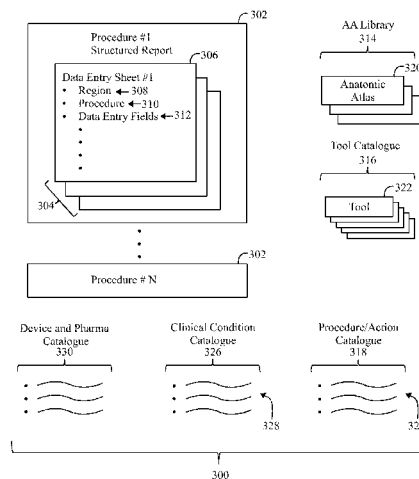 302
Procedure #1
Structured Report
306
Data Entry Sheet #1
• Region 308
• Procedure 310
• Data Entry Fields 312
304
302
Procedure # N
AA Library
314
320
Anatomic
Atlas
Tool Catalogue
316
322
Tool
Device and Pharma
Catalogue
330
Clinical Condition
Catalogue
326
328
Procedure/Action
Catalogue
318
300